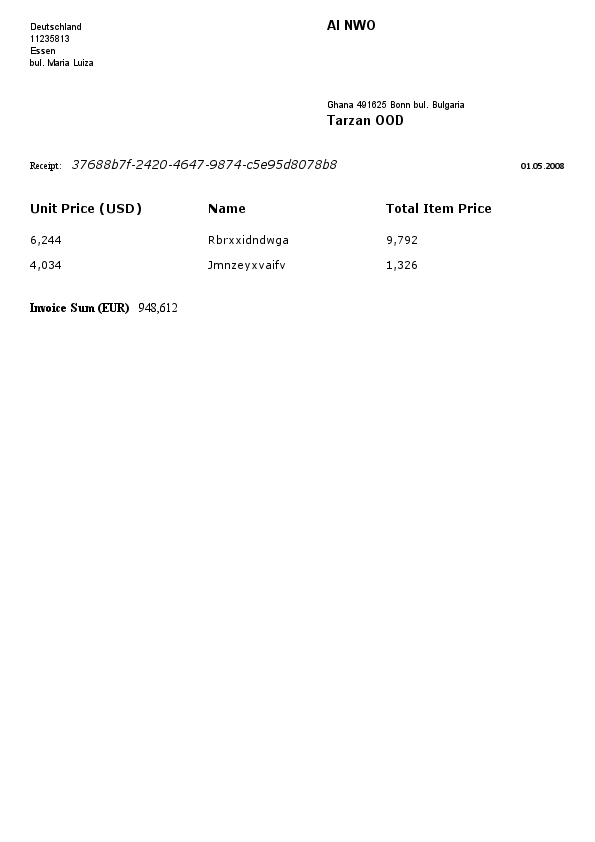 Deutschland
11235813
Essen
bul. Maria Luiza
AI NWO
Ghana 491625 Bonn bul. Bulgaria
Tarzan OOD
Receipt: 37688b7f-2420-4647-9874-c5e95d8078b8 01.05.2008
Unit Price (USD) Name Total Item Price
6,244 Rbrxxidndwga 9,792
4,034 Jmnzeyxvaifv 1,326
Invoice Sum (EUR) 948,612